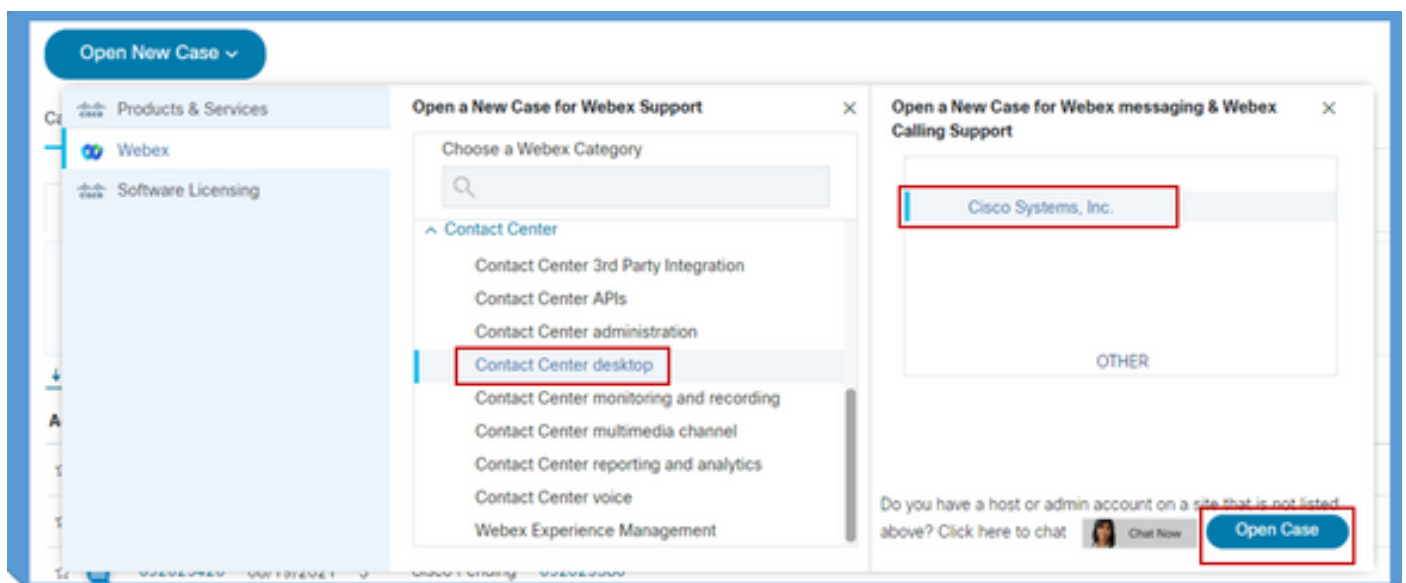 Open New Case
Products & Services
Webex
Software Licensing
Open a New Case for Webex Support
Choose a Webex Category
Contact Center
Contact Center 3rd Party Integration
Contact Center APIs
Contact Center administration
Contact Center desktop
Contact Center monitoring and recording
Contact Center multimedia channel
Contact Center reporting and analytics
Contact Center voice
Webex Experience Management
Open a New Case for Webex messaging & Webex
Calling Support
Cisco Systems, Inc.
OTHER
Do you have a host or admin account on a site that is not listed
above? Click here to chat
Chat Now
Open Case